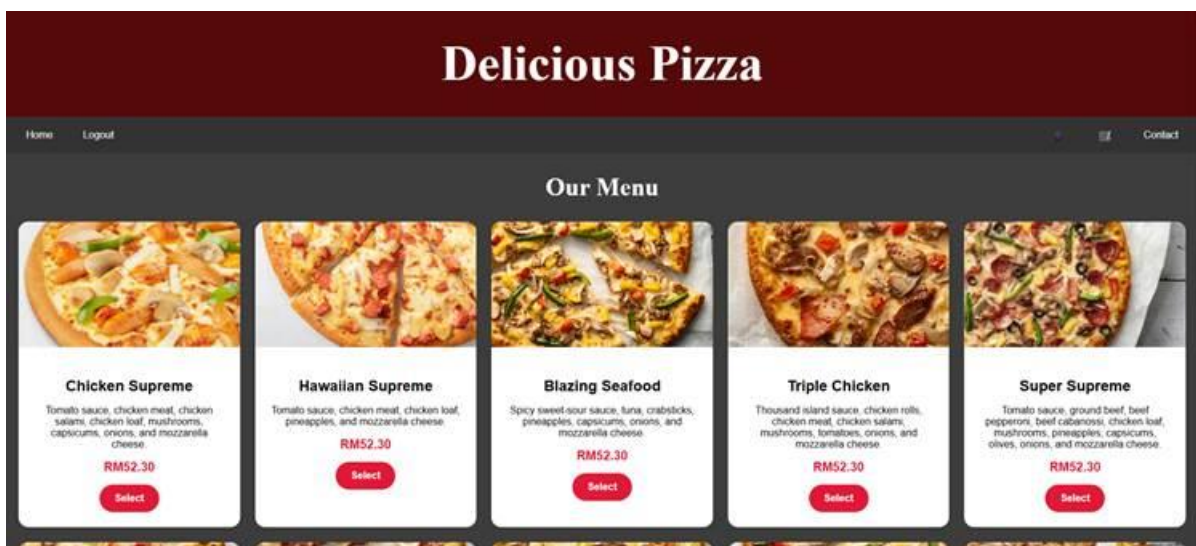 Delicious Pizza
Home Logout Contact
Our Menu
Chicken Supreme
Tomato sauce, chicken meat, chicken
salami, chicken loaf, mushrooms,
capsicums, onions, and mozzarella
cheese.
RM52.30
Select
Hawaiian Supreme
Tomato sauce, chicken meat, chicken loaf,
pineapples, and mozzarella cheese.
RM52.30
Select
Blazing Seafood
Spicy sweet-sour sauce, tuna, crabsticks,
pineapples, capsicums, onions, and
mozzarella cheese.
RM52.30
Select
Triple Chicken
Thousand island sauce, chicken rolls,
chicken meat, chicken salami,
mushrooms, tomatoes, onions, and
mozzarella cheese.
RM52.30
Select
Super Supreme
Tomato sauce, ground beef, beef
pepperoni, beef cabanossi, chicken loaf,
mushrooms, pineapples, capsicums,
olives, onions, and mozzarella cheese.
RM52.30
Select